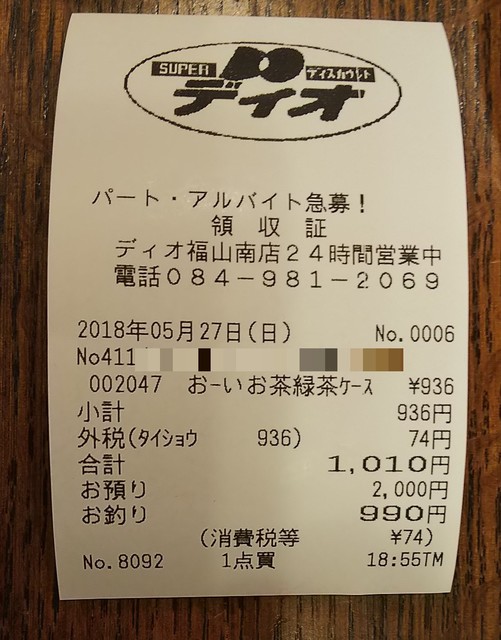 SUPER ディスカウント
ディオ
パート・アルバイト急募！
領収証
ディオ福山南店２４時間営業中
電話０８４－９８１－２０６９
2018年05月27日(日) No.0006
No411
002047 おーいお茶緑茶ｹｰｽ ¥936
小計 936円
外税(ﾀｲｼｮｳ 936) 74円
合計 1,010円
お預り 2,000円
お釣り 990円
(消費税等 ¥74)
No.8092 1点買 18:55TM